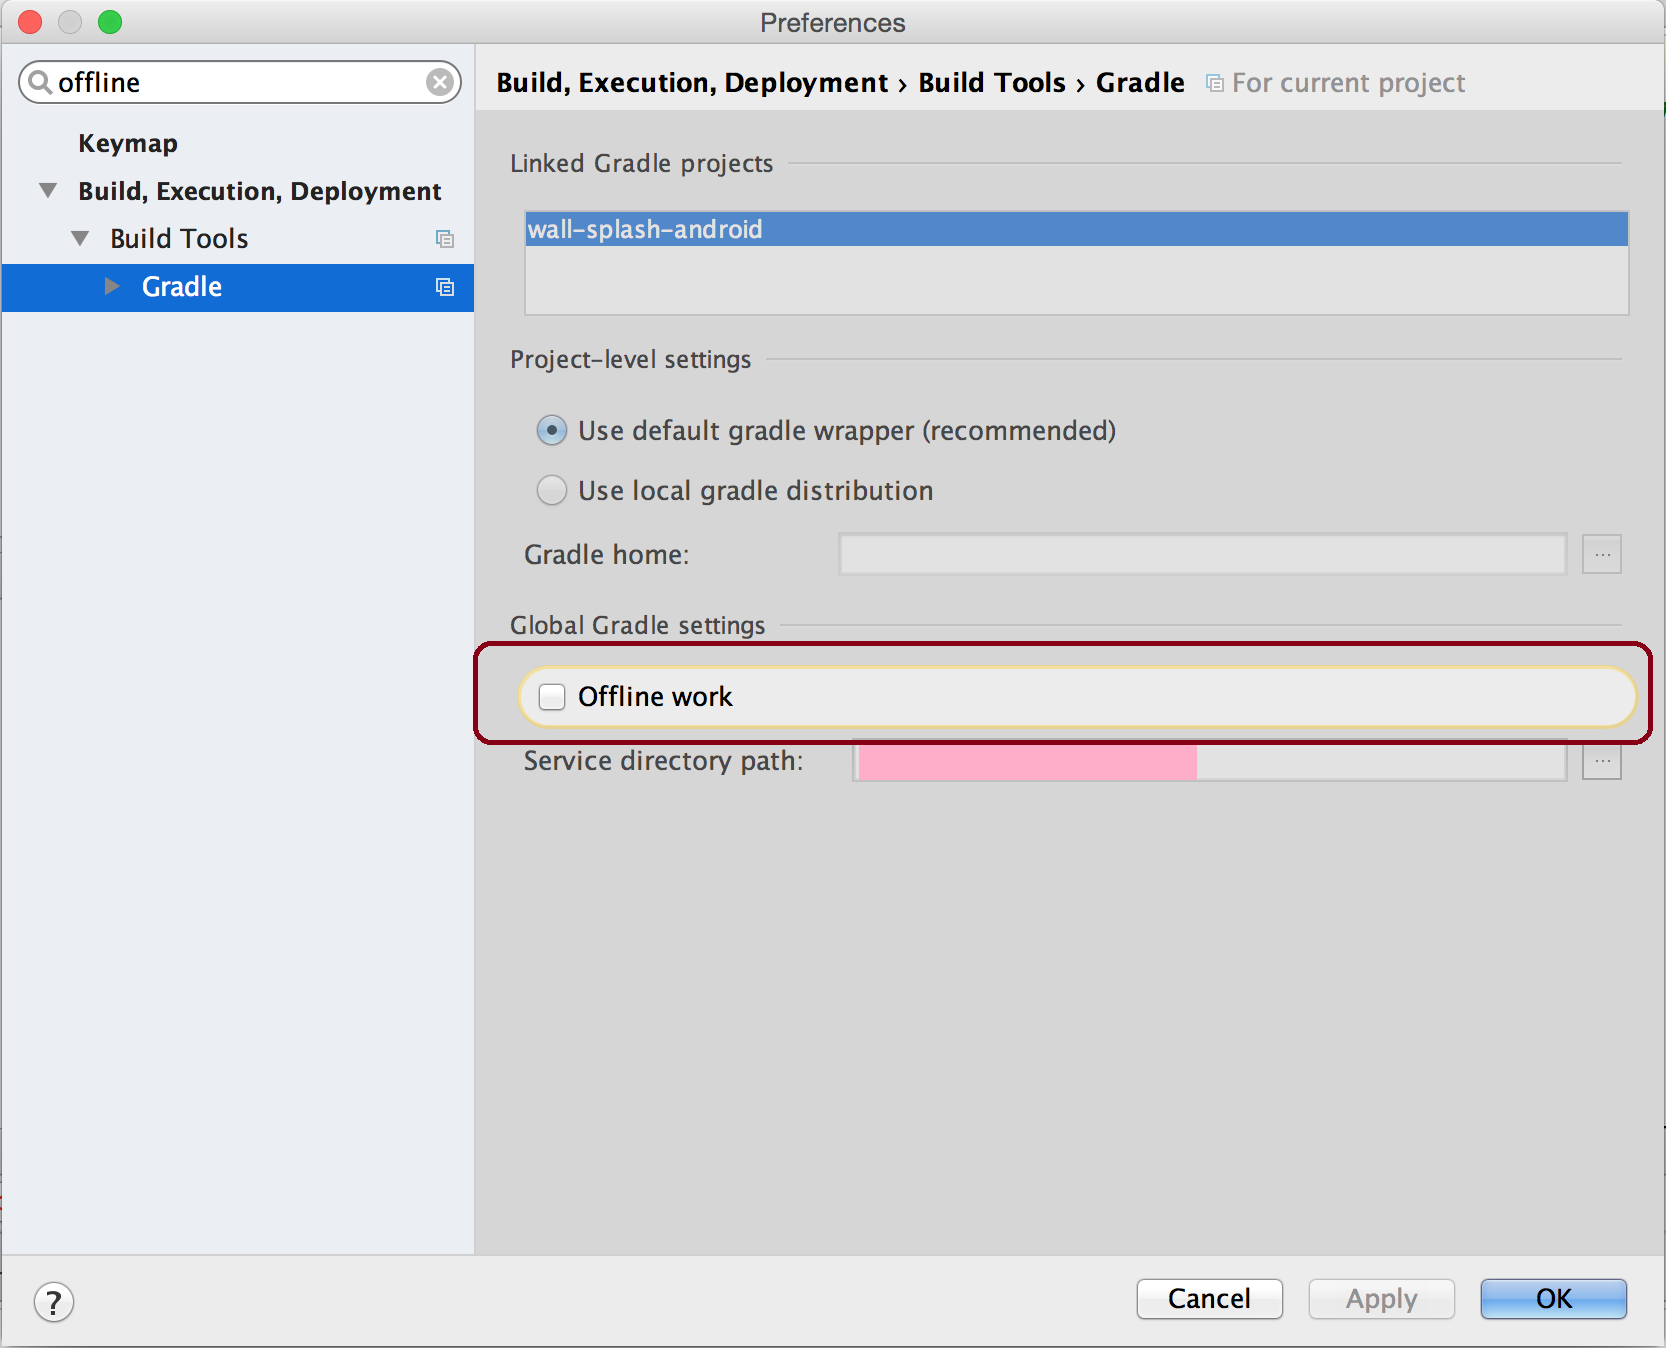 Preferences
offline
Keymap
Build, Execution, Deployment
Build Tools
Gradle
Build, Execution, Deployment › Build Tools › Gradle For current project
Linked Gradle projects
wall-splash-android
Project-level settings
Use default gradle wrapper (recommended)
Use local gradle distribution
Gradle home:
...
Global Gradle settings
Offline work
Service directory path:
...
?
Cancel
Apply
OK